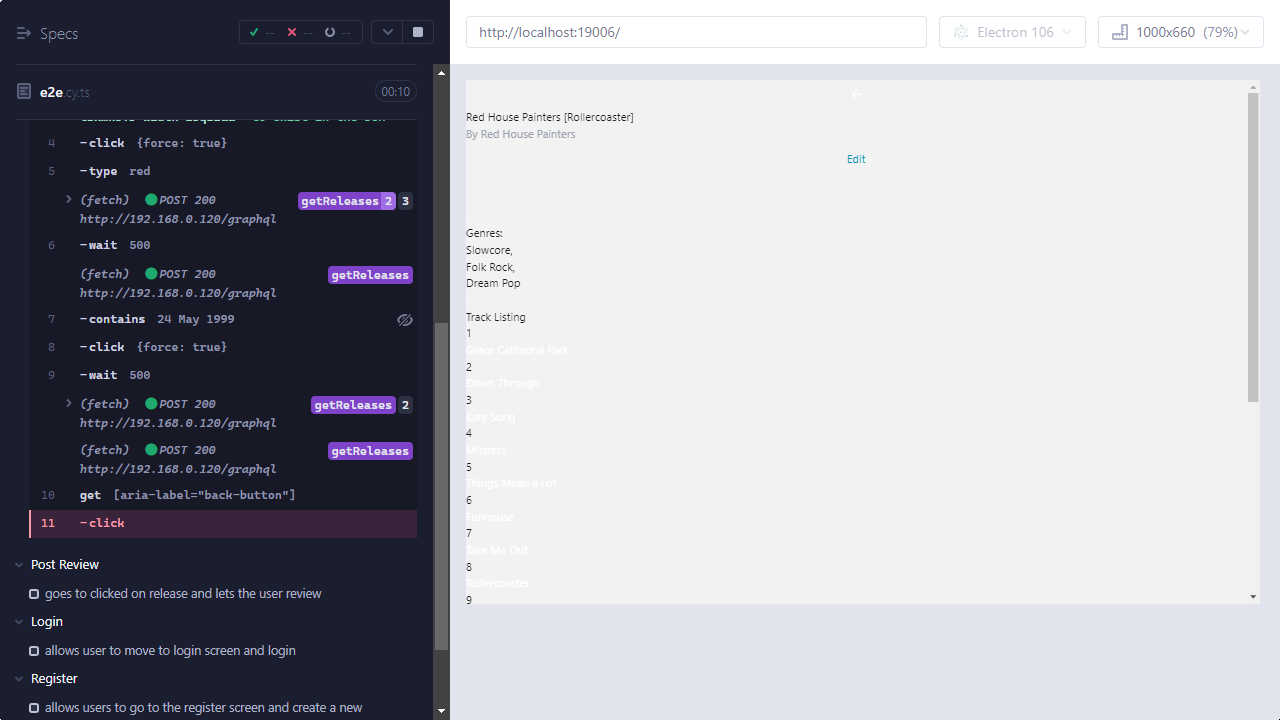 Specs
--
--
--
http://localhost:19006/
Electron 106
1000x660 (79%)
e2e.cy.ts
00:10
4 -click {force: true}
5 -type red
(fetch) POST 200 getReleases 2 3
http://192.168.0.120/graphql
6 -wait 500
(fetch) POST 200 getReleases
http://192.168.0.120/graphql
7 -contains 24 May 1999
8 -click {force: true}
9 -wait 500
(fetch) POST 200 getReleases 2
http://192.168.0.120/graphql
(fetch) POST 200 getReleases
http://192.168.0.120/graphql
10 get [aria-label="back-button"]
11 -click
Post Review
goes to clicked on release and lets the user review
Login
allows user to move to login screen and login
Register
allows users to go to the register screen and create a new
Red House Painters [Rollercoaster]
By Red House Painters
Edit
Genres:
Slowcore,
Folk Rock,
Dream Pop
Track Listing
1
Grace Cathedral Park
2
Down Through
3
Katy Song
4
Mistress
5
Things Mean a Lot
6
Funhouse
7
Take Me Out
8
Rollercoaster
9